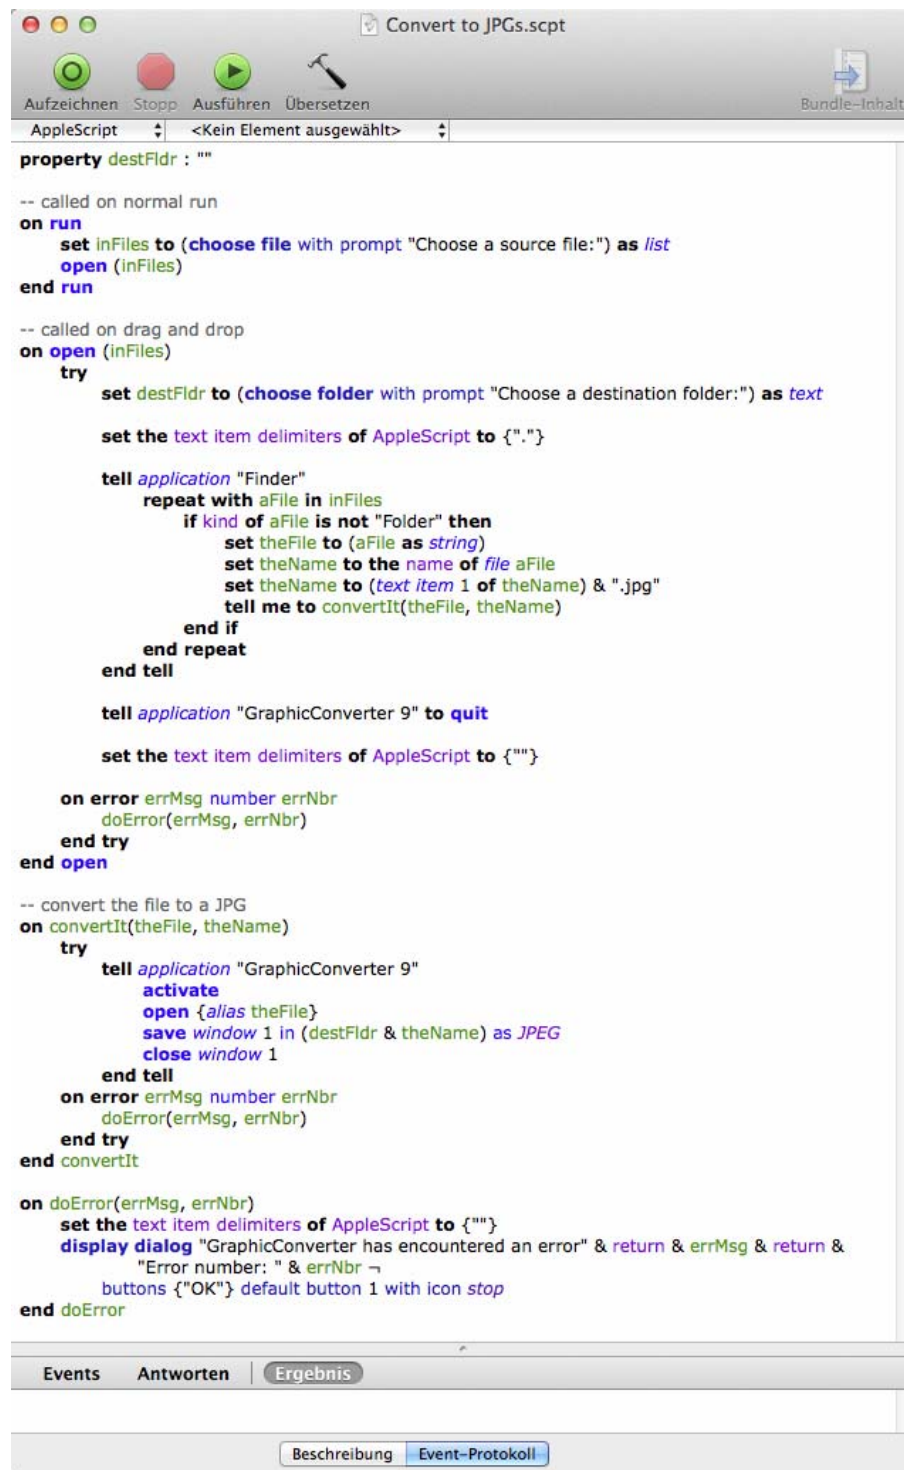 Convert to JPGs.scpt
Aufzeichnen Stopp Ausführen Übersetzen Bundle-Inhalt
AppleScript <Kein Element ausgewählt>
property destFldr : ""
-- called on normal run
on run
set inFiles to (choose file with prompt "Choose a source file:") as list
open (inFiles)
end run
-- called on drag and drop
on open (inFiles)
try
set destFldr to (choose folder with prompt "Choose a destination folder:") as text
set the text item delimiters of AppleScript to {"."}
tell application "Finder"
repeat with aFile in inFiles
if kind of aFile is not "Folder" then
set theFile to (aFile as string)
set theName to the name of file aFile
set theName to (text item 1 of theName) & ".jpg"
tell me to convertIt(theFile, theName)
end if
end repeat
end tell
tell application "GraphicConverter 9" to quit
set the text item delimiters of AppleScript to {""}
on error errMsg number errNbr
doError(errMsg, errNbr)
end try
end open
-- convert the file to a JPG
on convertIt(theFile, theName)
try
tell application "GraphicConverter 9"
activate
open {alias theFile}
save window 1 in (destFldr & theName) as JPEG
close window 1
end tell
on error errMsg number errNbr
doError(errMsg, errNbr)
end try
end convertIt
on doError(errMsg, errNbr)
set the text item delimiters of AppleScript to {""}
display dialog "GraphicConverter has encountered an error" & return & errMsg & return &
"Error number: " & errNbr ¬
buttons {"OK"} default button 1 with icon stop
end doError
Events Antworten Ergebnis
Beschreibung Event-Protokoll